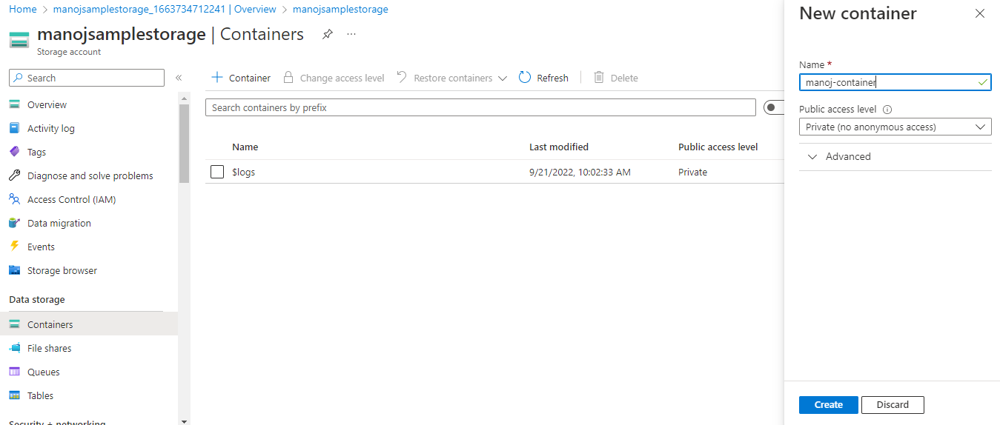 Home > manojsamplestorage_1663734712241 | Overview > manojsamplestorage
manojsamplestorage | Containers ...
Storage account
Search «
Overview
Activity log
Tags
Diagnose and solve problems
Access Control (IAM)
Data migration
Events
Storage browser
Data storage
Containers
File shares
Queues
Tables
Security + networking
+ Container Change access level Restore containers Refresh Delete
Search containers by prefix
Name Last modified Public access level
$logs 9/21/2022, 10:02:33 AM Private
New container
Name *
manoj-container
Public access level
Private (no anonymous access)
Advanced
Create Discard